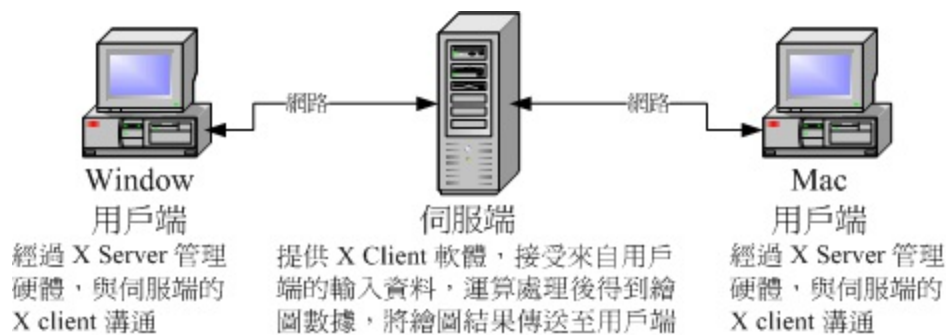 網路
網路
Window
用戶端
經過 X Server 管理
硬體，與伺服端的
X client 溝通
伺服端
提供 X Client 軟體，接受來自用戶
端的輸入資料，運算處理後得到繪
圖數據，將繪圖結果傳送至用戶端
Mac
用戶端
經過 X Server 管理
硬體，與伺服端的
X client 溝通